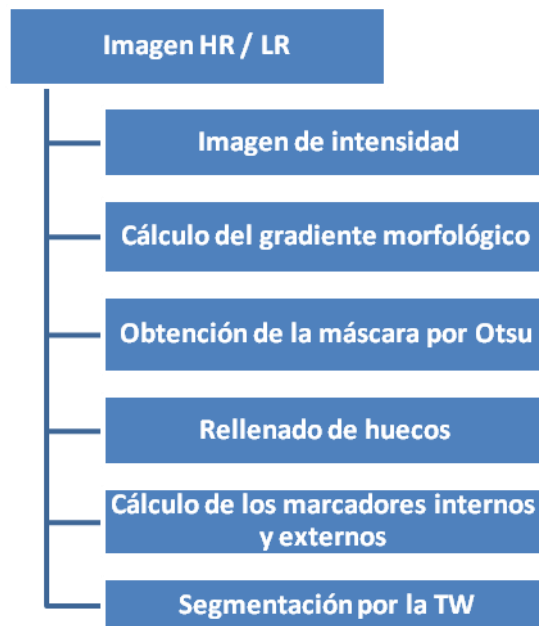 Imagen HR / LR
Imagen de intensidad
Cálculo del gradiente morfológico
Obtención de la máscara por Otsu
Rellenado de huecos
Cálculo de los marcadores internos
y externos
Segmentación por la TW